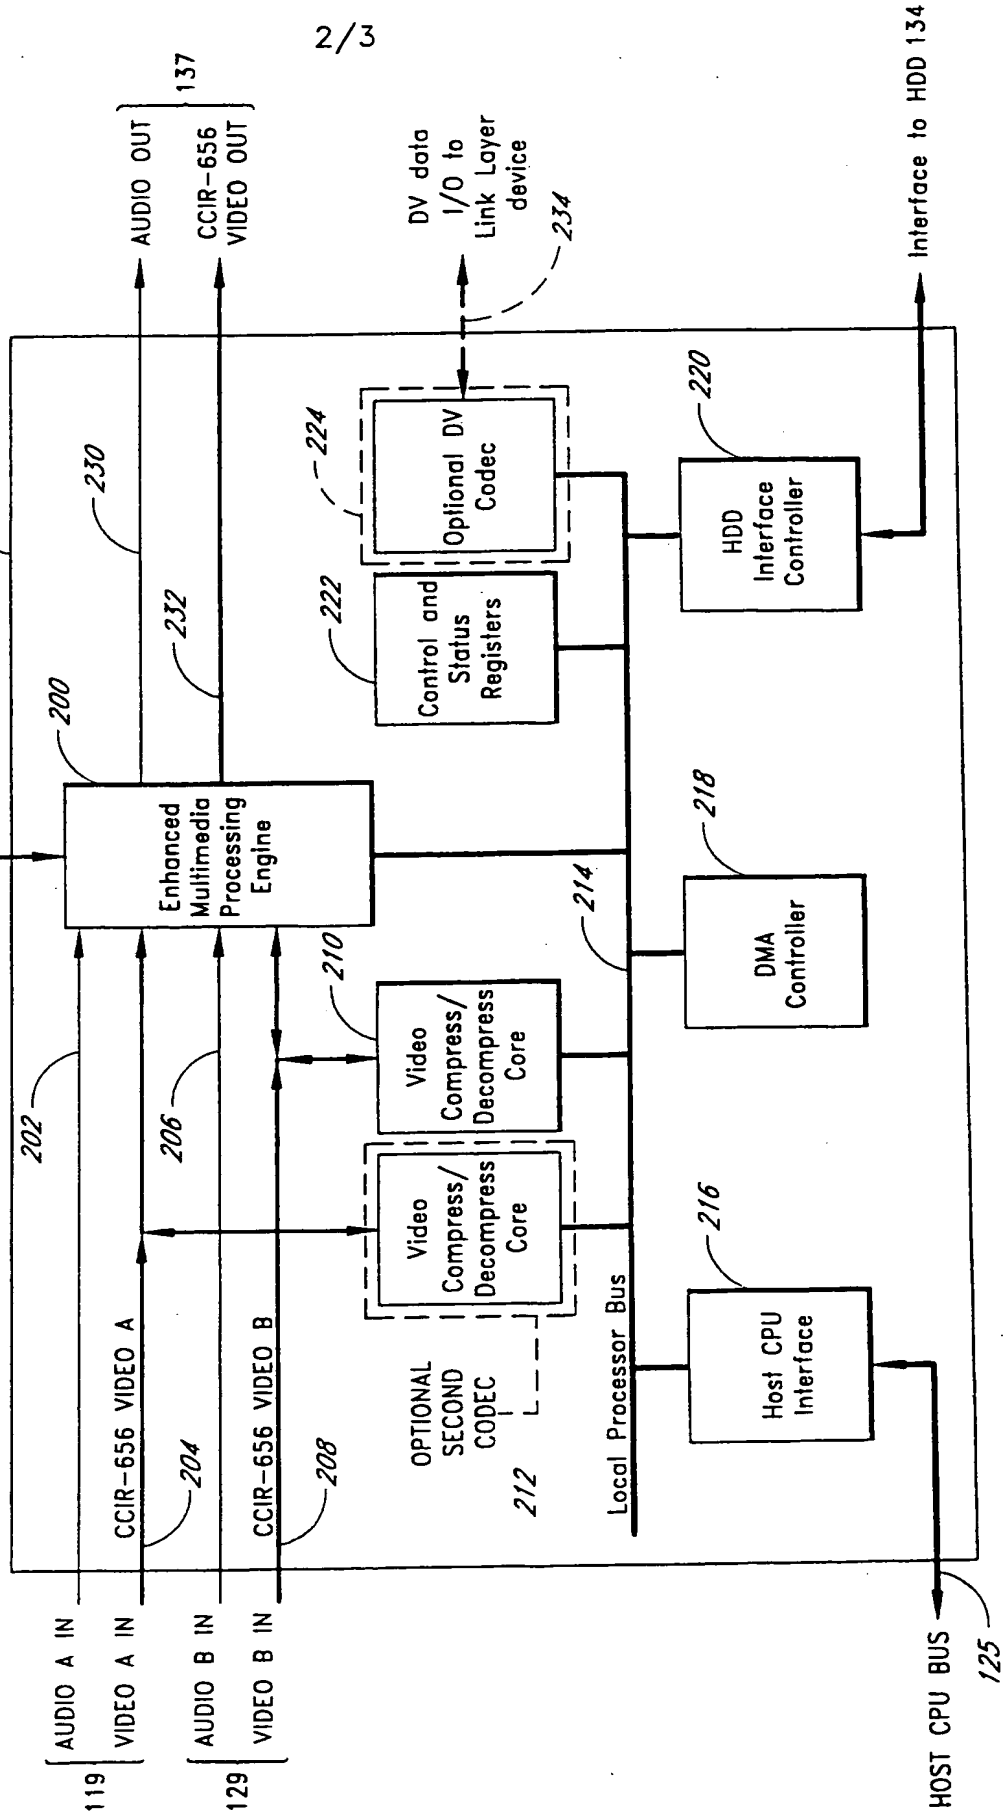 2/3
119
AUDIO A IN
VIDEO A IN
129
AUDIO B IN
VIDEO B IN
202
CCIR-656 VIDEO A
204
206
CCIR-656 VIDEO B
208
200
Enhanced
Multimedia
Processing
Engine
230
232
AUDIO OUT
CCIR-656
VIDEO OUT
137
OPTIONAL
SECOND
CODEC
212
Video
Compress/
Decompress
Core
210
Video
Compress/
Decompress
Core
222
Control and
Status
Registers
224
Optional DV
Codec
DV data
I/O to
Link Layer
device
234
Local Processor Bus
214
216
Host CPU
Interface
218
DMA
Controller
220
HDD
Interface
Controller
HOST CPU BUS
125
Interface to HDD 134